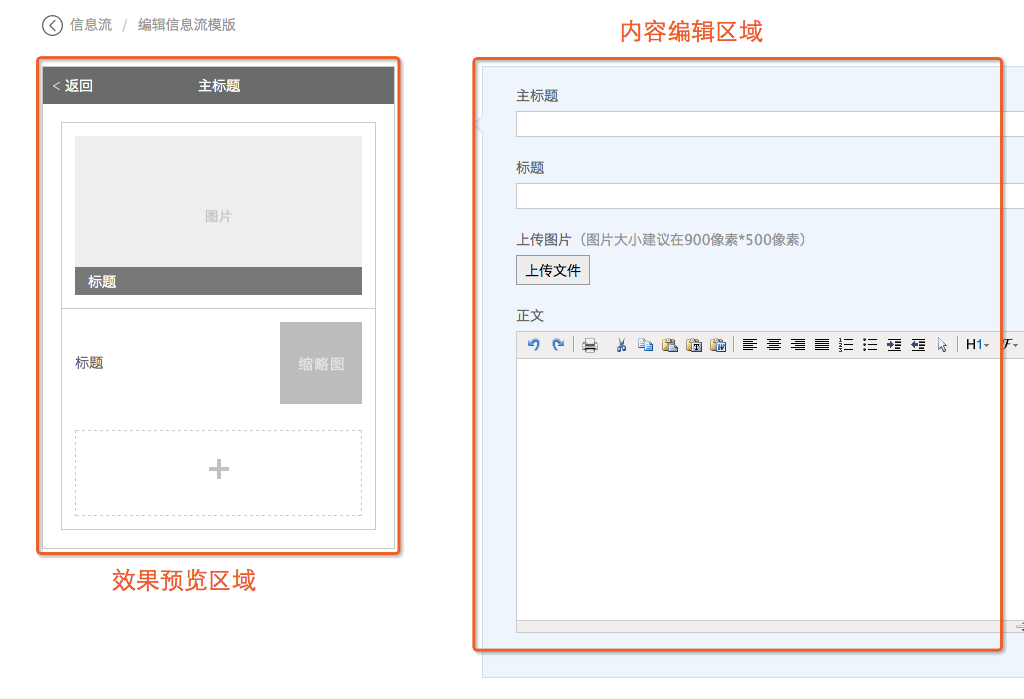 信息流 / 编辑信息流模版
内容编辑区域
< 返回
主标题
图片
标题
标题
缩略图
+
效果预览区域
主标题
标题
上传图片（图片大小建议在900像素*500像素）
上传文件
正文
H1